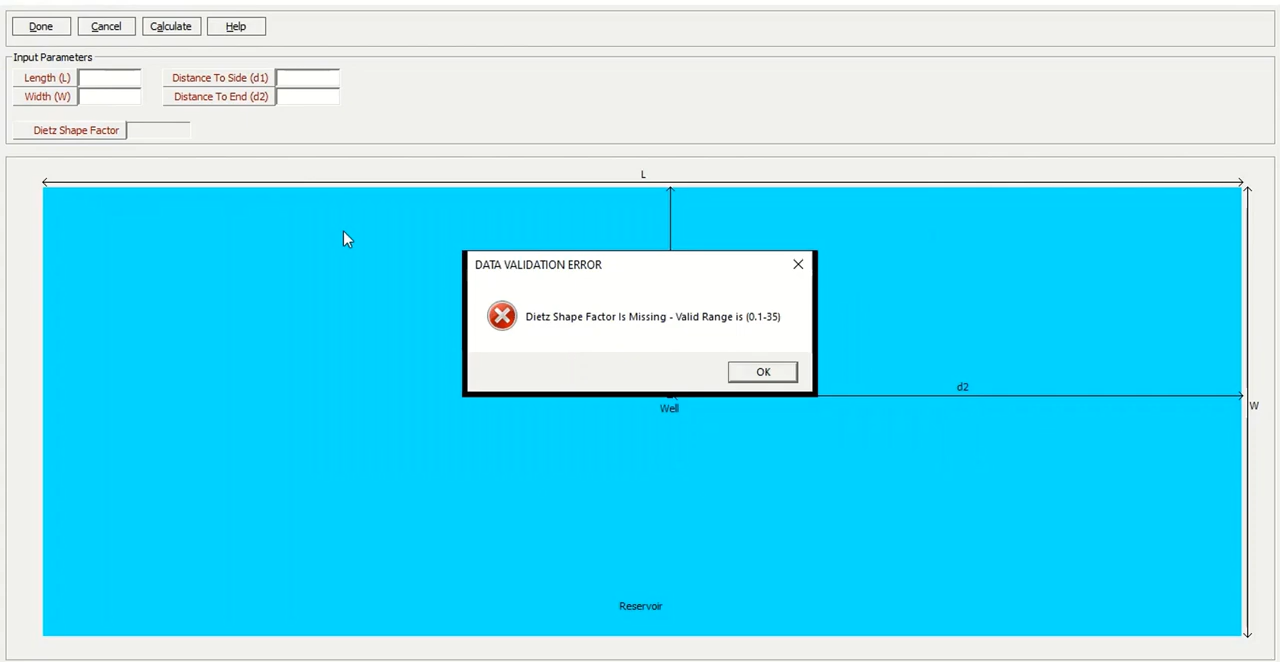 Done Cancel Calculate Help
Input Parameters
Length (L) Distance To Side (d1)
Width (W) Distance To End (d2)
Dietz Shape Factor
L
DATA VALIDATION ERROR
Dietz Shape Factor Is Missing - Valid Range is (0.1-35)
OK
d2
Well
W
Reservoir